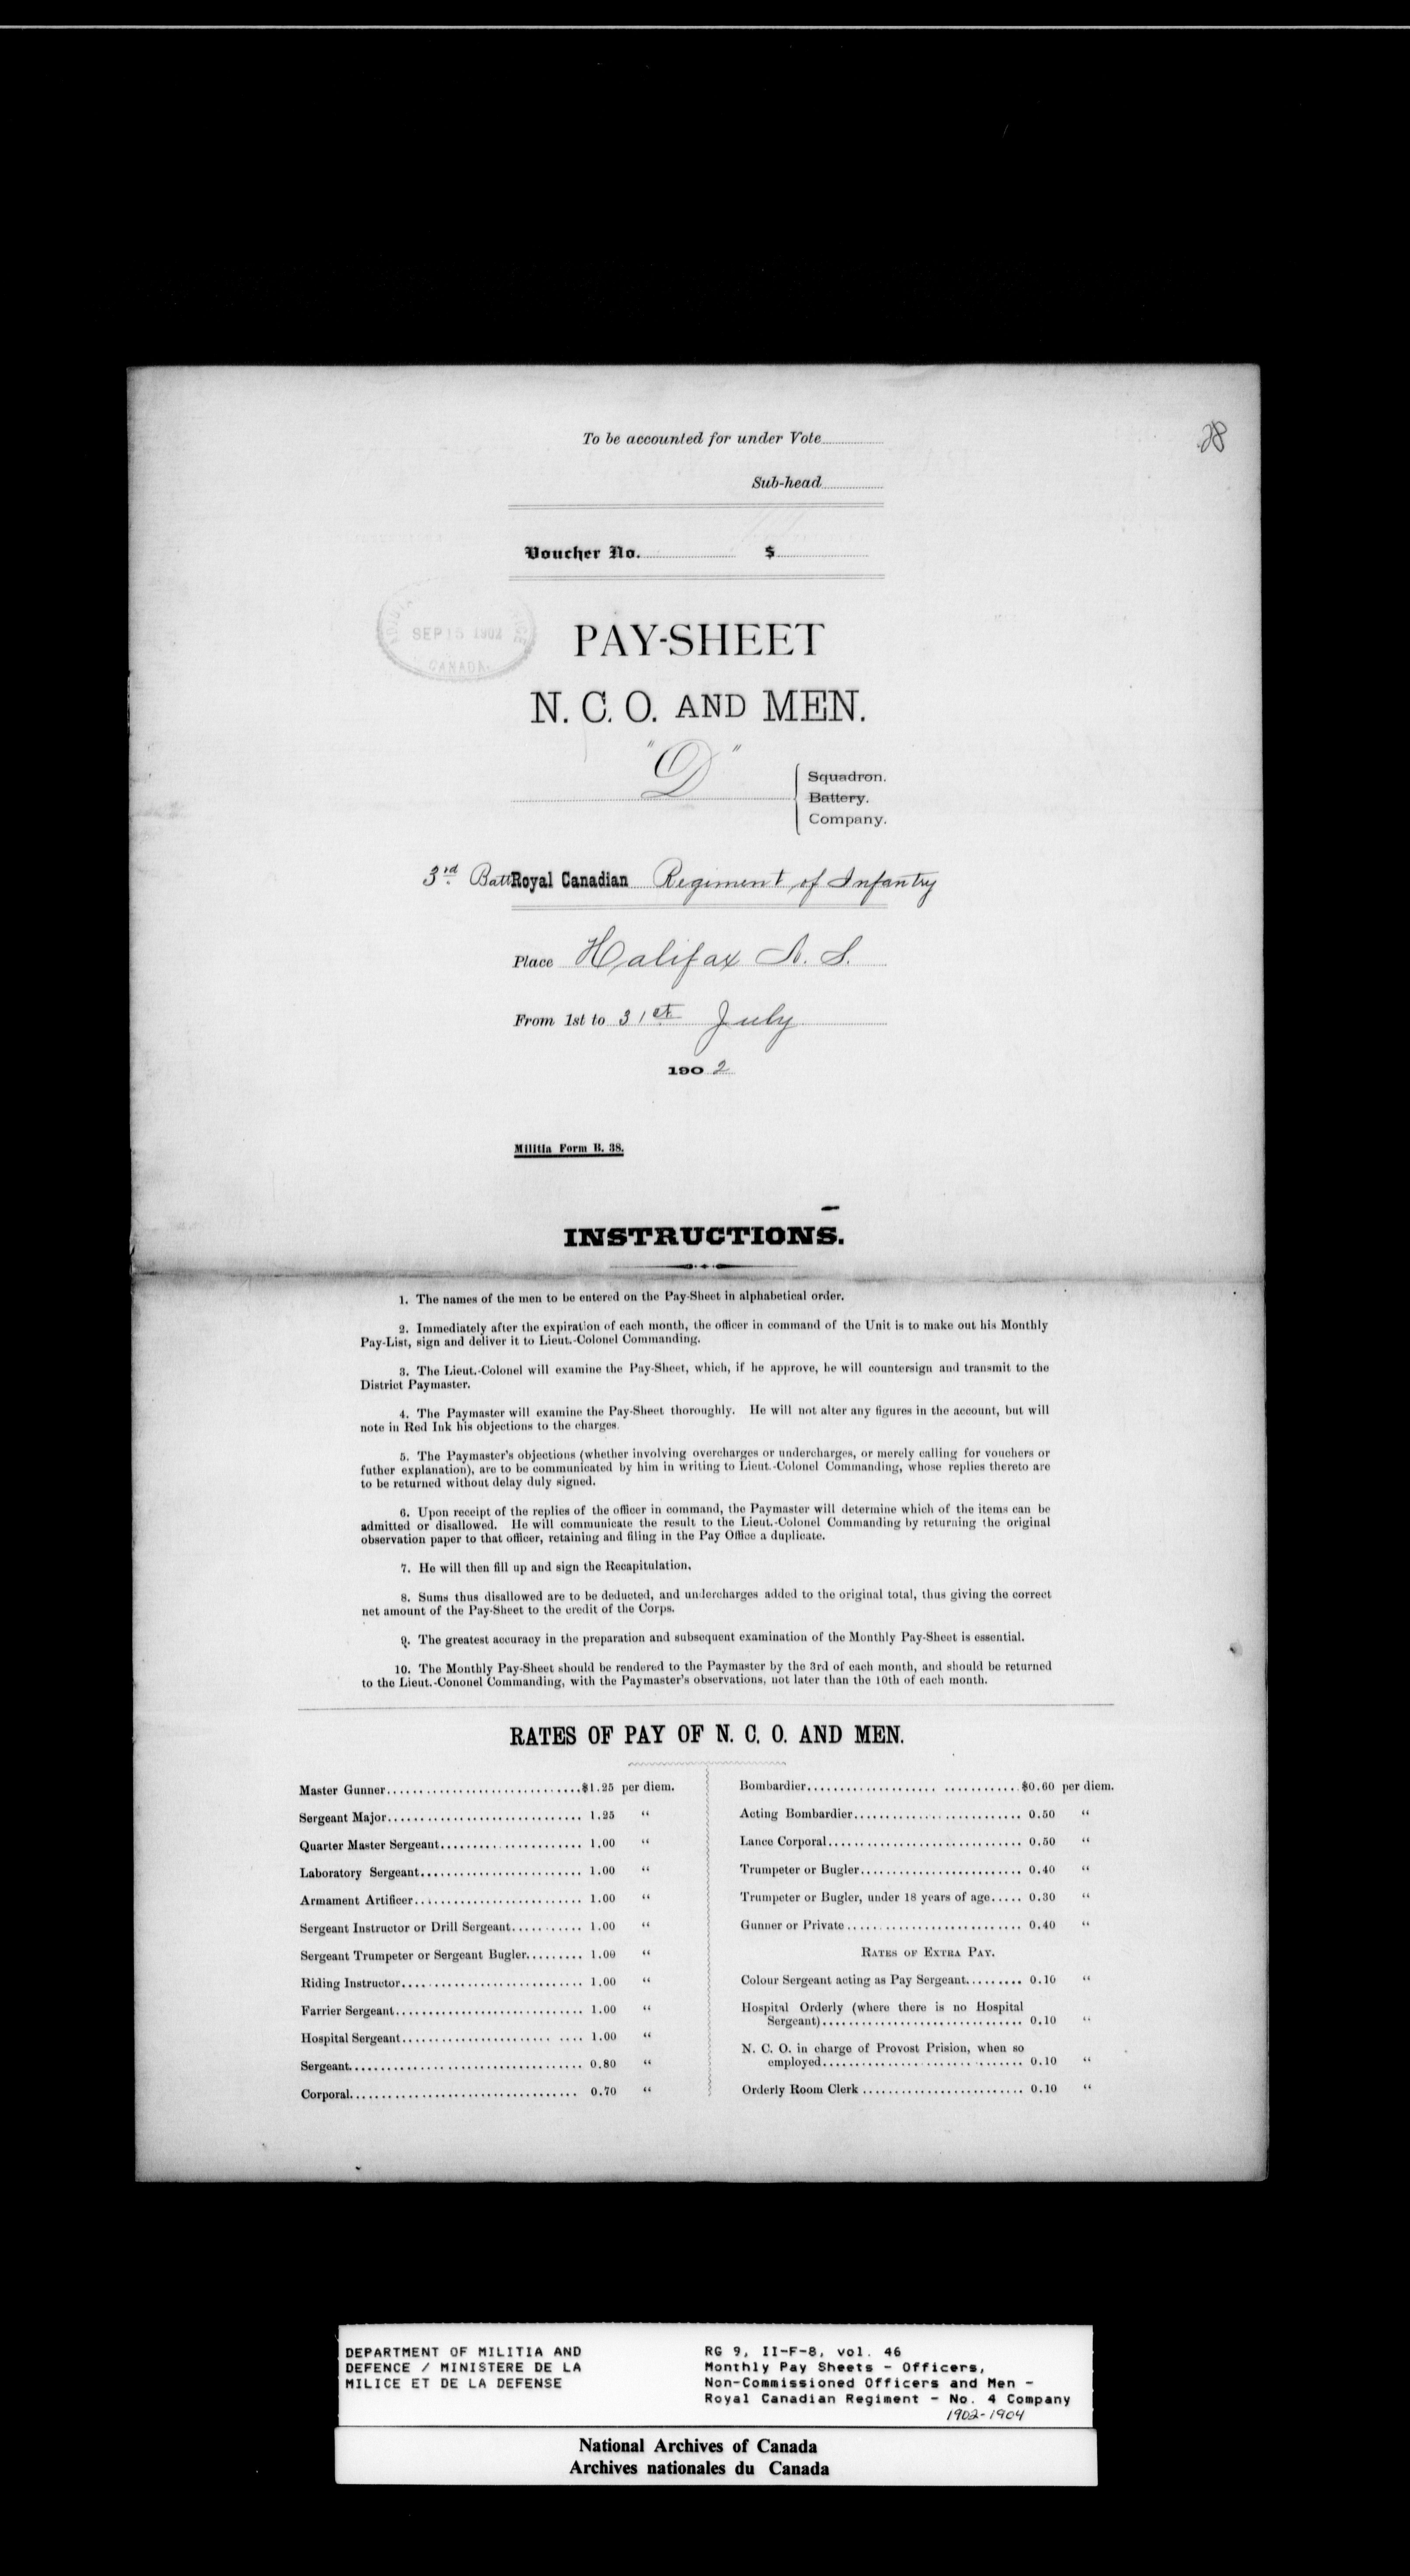 28
To be accounted for under Vote
Sub-head
Voucher No. $
SEP 15 1902
CANADA.
PAY-SHEET
N. C. O. AND MEN.
"D"
Squadron.
Battery.
Company.
3rd. Batt Royal Canadian Regiment of Infantry
Place Halifax N. S.
From 1st to 31st July
190 2
Militia Form B. 38.
INSTRUCTIONS.
1. The names of the men to be entered on the Pay-Sheet in alphabetical order.
2. Immediately after the expiration of each month, the officer in command of the Unit is to make out his Monthly
Pay-List, sign and deliver it to Lieut.-Colonel Commanding.
3. The Lieut.-Colonel will examine the Pay-Sheet, which, if he approve, he will countersign and transmit to the
District Paymaster.
4. The Paymaster will examine the Pay-Sheet thoroughly. He will not alter any figures in the account, but will
note in Red Ink his objections to the charges.
5. The Paymaster's objections (whether involving overcharges or undercharges, or merely calling for vouchers or
futher explanation), are to be communicated by him in writing to Lieut.-Colonel Commanding, whose replies thereto are
to be returned without delay duly signed.
6. Upon receipt of the replies of the officer in command, the Paymaster will determine which of the items can be
admitted or disallowed. He will communicate the result to the Lieut.-Colonel Commanding by returning the original
observation paper to that officer, retaining and filing in the Pay Office a duplicate.
7. He will then fill up and sign the Recapitulation.
8. Sums thus disallowed are to be deducted, and undercharges added to the original total, thus giving the correct
net amount of the Pay-Sheet to the credit of the Corps.
9. The greatest accuracy in the preparation and subsequent examination of the Monthly Pay-Sheet is essential.
10. The Monthly Pay-Sheet should be rendered to the Paymaster by the 3rd of each month, and should be returned
to the Lieut.-Cononel Commanding, with the Paymaster's observations, not later than the 10th of each month.
RATES OF PAY OF N. C. O. AND MEN.
Master Gunner $1.25 per diem.
Sergeant Major 1.25 "
Quarter Master Sergeant 1.00 "
Laboratory Sergeant 1.00 "
Armament Artificer 1.00 "
Sergeant Instructor or Drill Sergeant 1.00 "
Sergeant Trumpeter or Sergeant Bugler 1.00 "
Riding Instructor 1.00 "
Farrier Sergeant 1.00 "
Hospital Sergeant 1.00 "
Sergeant 0.80 "
Corporal 0.70 "
Bombardier $0.60 per diem.
Acting Bombardier 0.50 "
Lance Corporal 0.50 "
Trumpeter or Bugler 0.40 "
Trumpeter or Bugler, under 18 years of age 0.30 "
Gunner or Private 0.40 "
RATES OF EXTRA PAY.
Colour Sergeant acting as Pay Sergeant 0.10 "
Hospital Orderly (where there is no Hospital
Sergeant) 0.10 "
N. C. O. in charge of Provost Prision, when so
employed 0.10 "
Orderly Room Clerk 0.10 "
DEPARTMENT OF MILITIA AND
DEFENCE / MINISTERE DE LA
MILICE ET DE LA DEFENSE
RG 9, II-F-8, vol. 46
Monthly Pay Sheets - Officers,
Non-Commissioned Officers and Men -
Royal Canadian Regiment - No. 4 Company
1902-1904
National Archives of Canada
Archives nationales du Canada